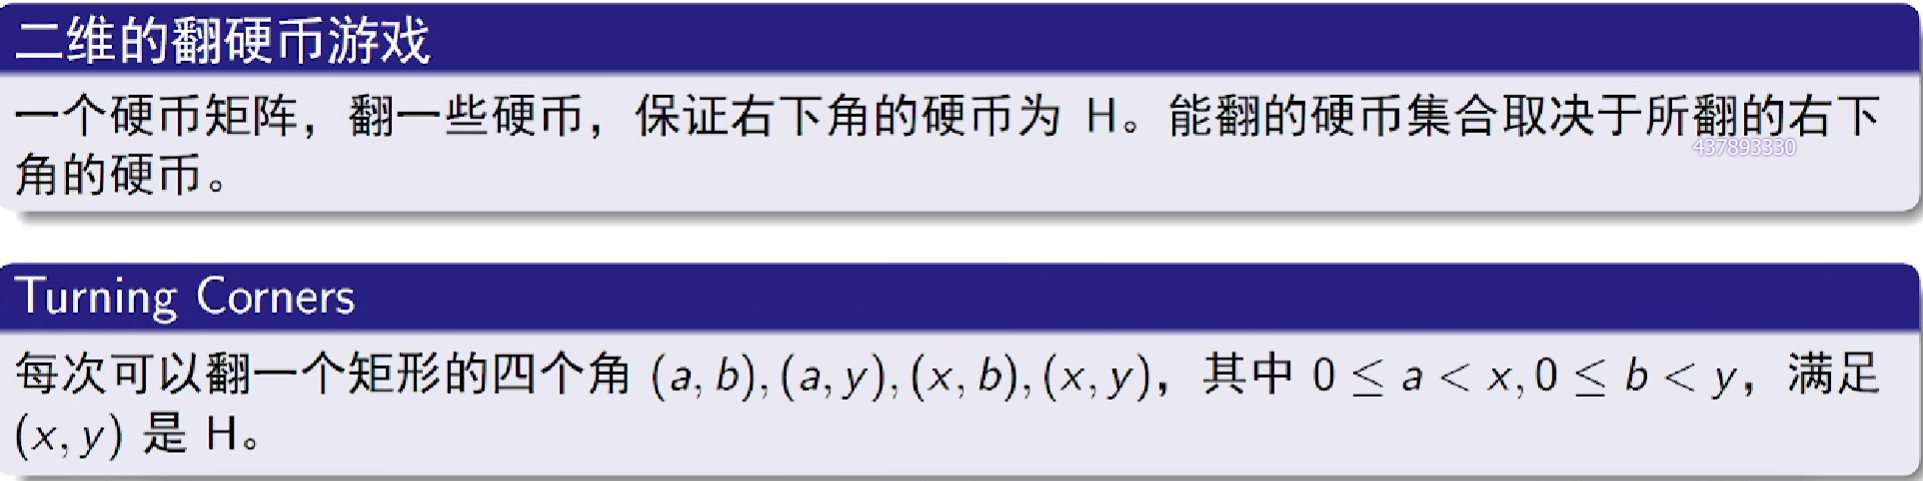 二维的翻硬币游戏
一个硬币矩阵，翻一些硬币，保证右下角的硬币为 H。能翻的硬币集合取决于所翻的右下
437893330
角的硬币。
Turning Corners
每次可以翻一个矩形的四个角 (a, b), (a, y), (x, b), (x, y)，其中 0 ≤ a < x, 0 ≤ b < y，满足
(x, y) 是 H。